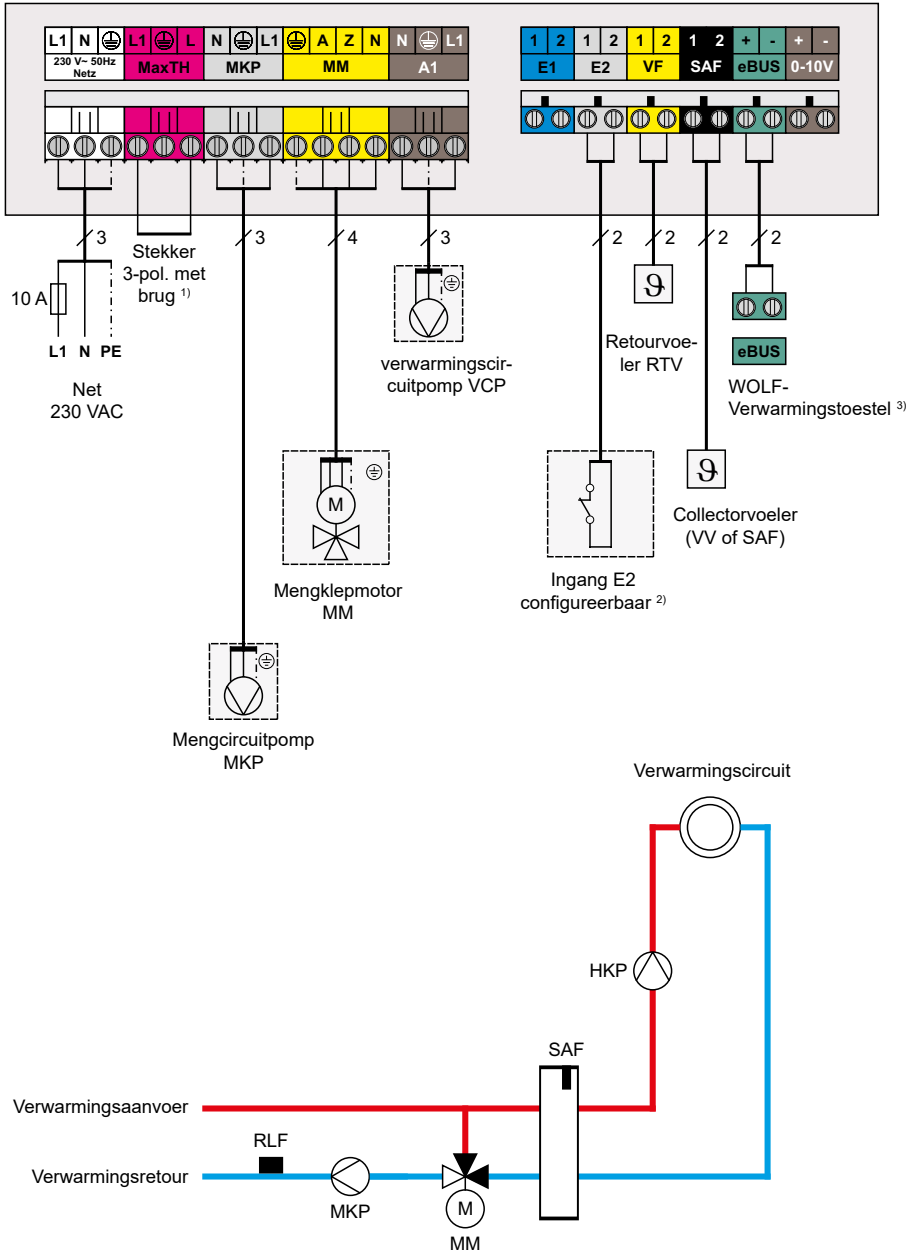 L1 N L1 L N L1 A Z N N L1
230 V~ 50Hz
Netz
MaxTH MKP MM A1
1 2 1 2 1 2 1 2 + - + -
E1 E2 VF SAF eBUS 0-10V
3 3 4 3 2 2 2 2
Stekker
3-pol. met
brug 1)
10 A
L1 N PE
Net
230 VAC
verwarmingscir-
cuitpomp VCP
ϑ
Retourvoe-
ler RTV
eBUS
WOLF-
Verwarmingstoestel 3)
M
Mengklepmotor
MM
Ingang E2
configureerbaar 2)
ϑ
Collectorvoeler
(VV of SAF)
Mengcircuitpomp
MKP
Verwarmingscircuit
HKP
SAF
Verwarmingsaanvoer
RLF
Verwarmingsretour
MKP
M
MM